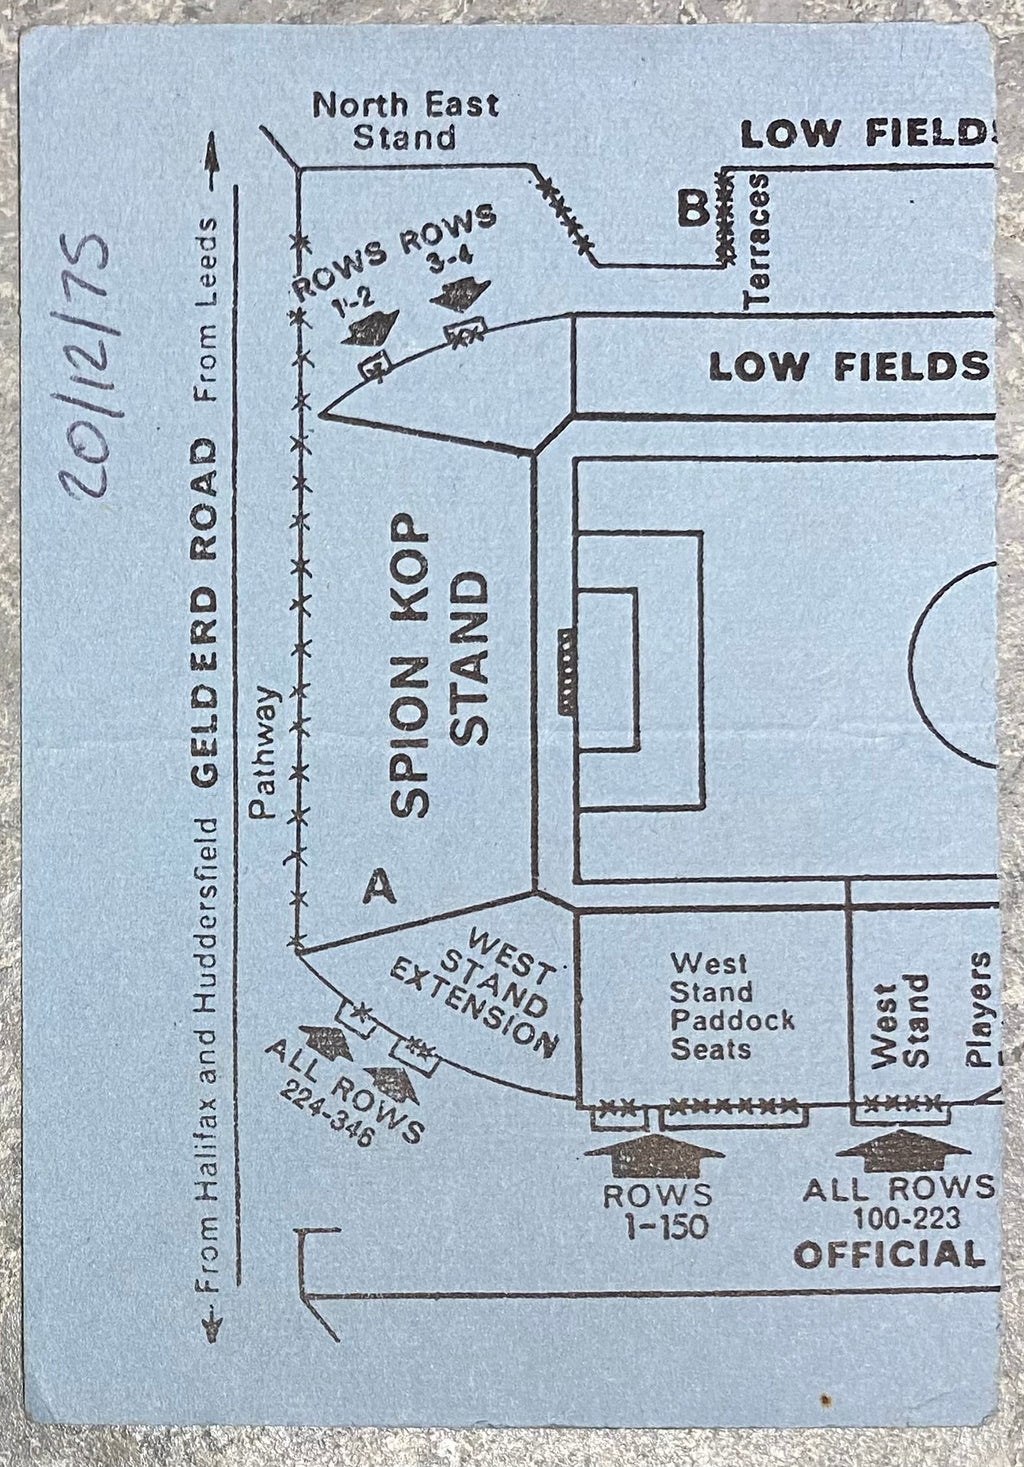 North East
Stand
LOW FIELDS
B
Terraces
ROWS
1-2
ROWS
3-4
20/12/75
From Leeds
GELDERD ROAD
From Halifax and Huddersfield
Pathway
LOW FIELDS
SPION KOP
STAND
A
WEST
STAND
EXTENSION
West
Stand
Paddock
Seats
West
Stand
Players
ALL ROWS
224-346
ROWS
1-150
ALL ROWS
100-223
OFFICIAL